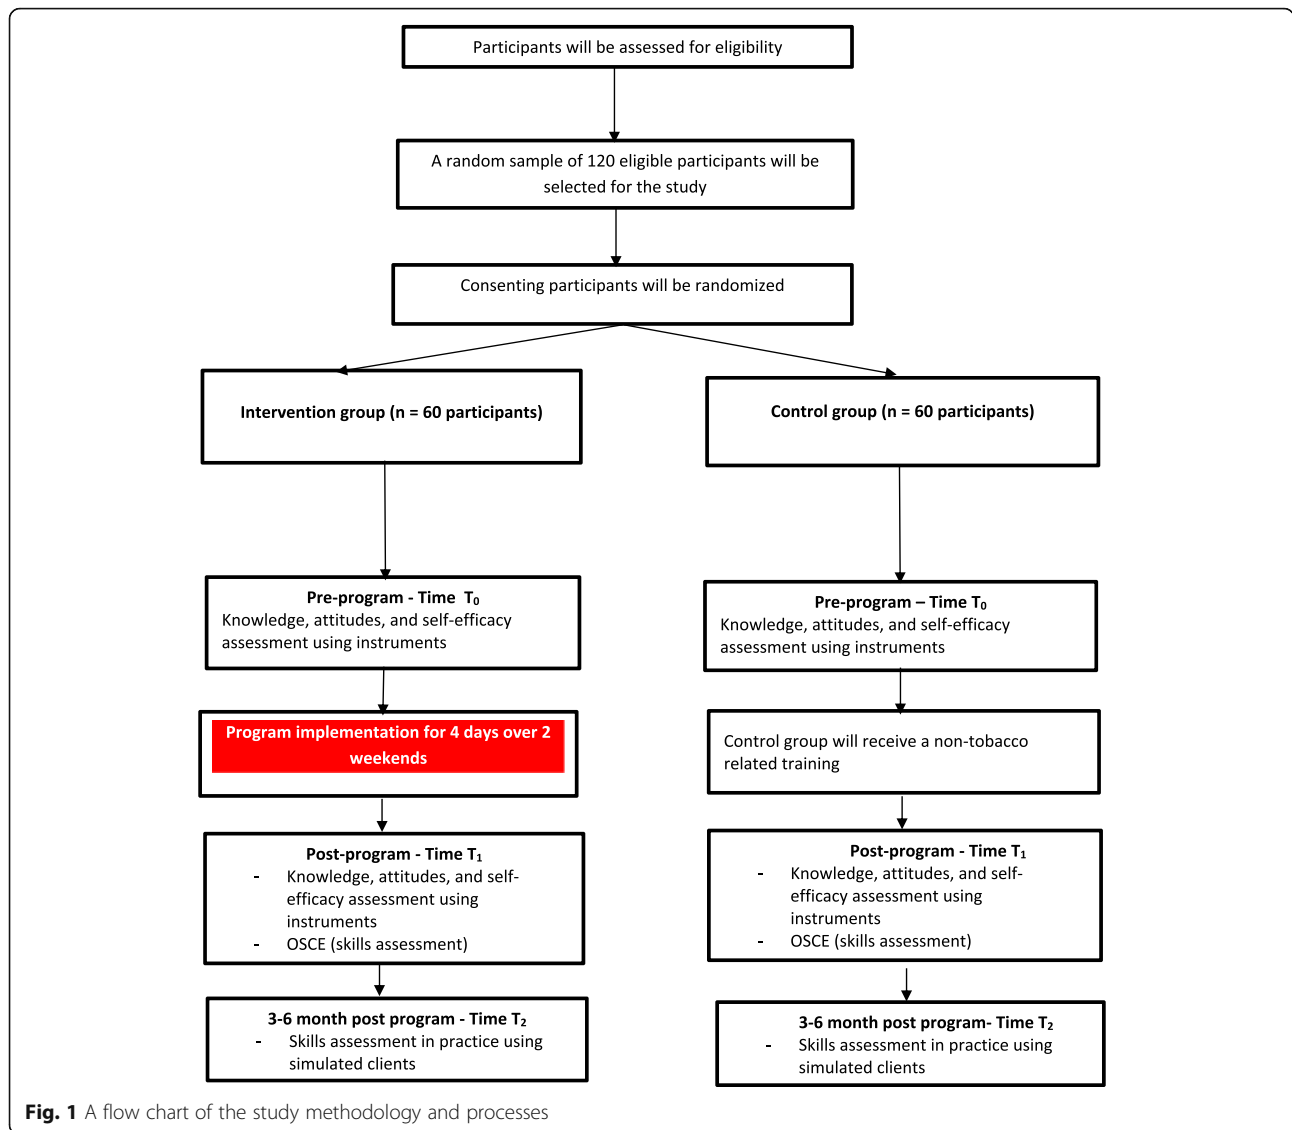 Participants will be assessed for eligibility
A random sample of 120 eligible participants will be
selected for the study
Consenting participants will be randomized
Intervention group (n = 60 participants)
Control group (n = 60 participants)
Pre-program - Time T₀
Knowledge, attitudes, and self-efficacy
assessment using instruments
Pre-program – Time T₀
Knowledge, attitudes, and self-efficacy
assessment using instruments
Program implementation for 4 days over 2
weekends
Control group will receive a non-tobacco
related training
Post-program - Time T₁
- Knowledge, attitudes, and self-
efficacy assessment using
instruments
- OSCE (skills assessment)
Post-program - Time T₁
- Knowledge, attitudes, and self-
efficacy assessment using
instruments
- OSCE (skills assessment)
3-6 month post program - Time T₂
- Skills assessment in practice using
simulated clients
3-6 month post program- Time T₂
- Skills assessment in practice using
simulated clients
Fig. 1 A flow chart of the study methodology and processes